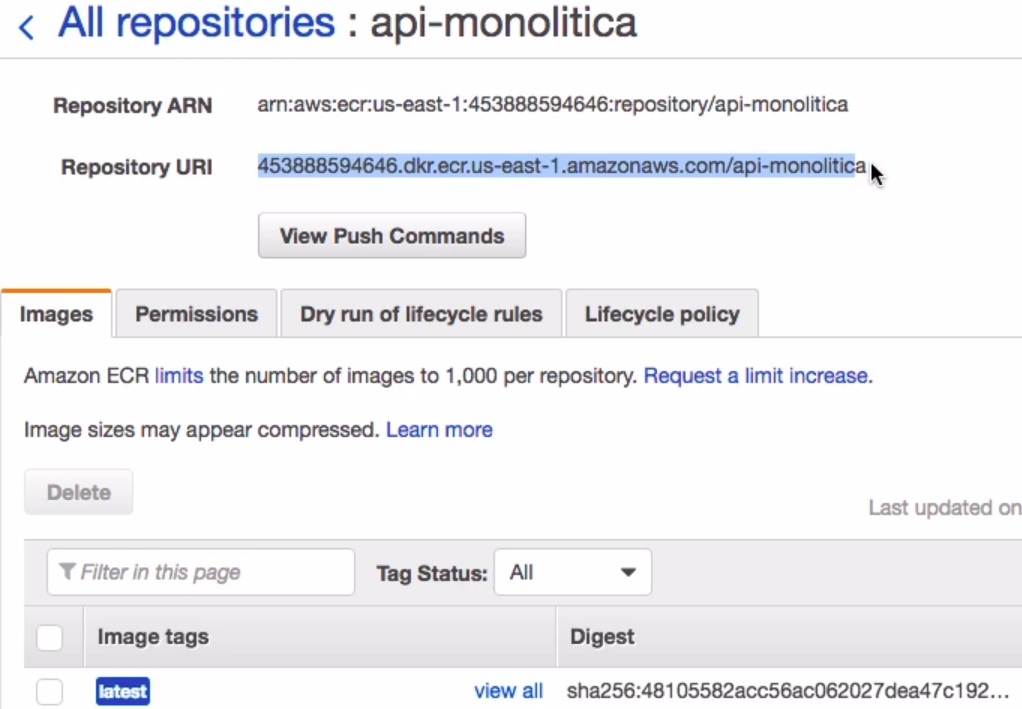 All repositories : api-monolitica
Repository ARN arn:aws:ecr:us-east-1:453888594646:repository/api-monolitica
Repository URI 453888594646.dkr.ecr.us-east-1.amazonaws.com/api-monolitica
View Push Commands
Images Permissions Dry run of lifecycle rules Lifecycle policy
Amazon ECR limits the number of images to 1,000 per repository. Request a limit increase.
Image sizes may appear compressed. Learn more
Delete
Last updated on
Filter in this page Tag Status: All
Image tags Digest
latest view all sha256:48105582acc56ac062027dea47c192...